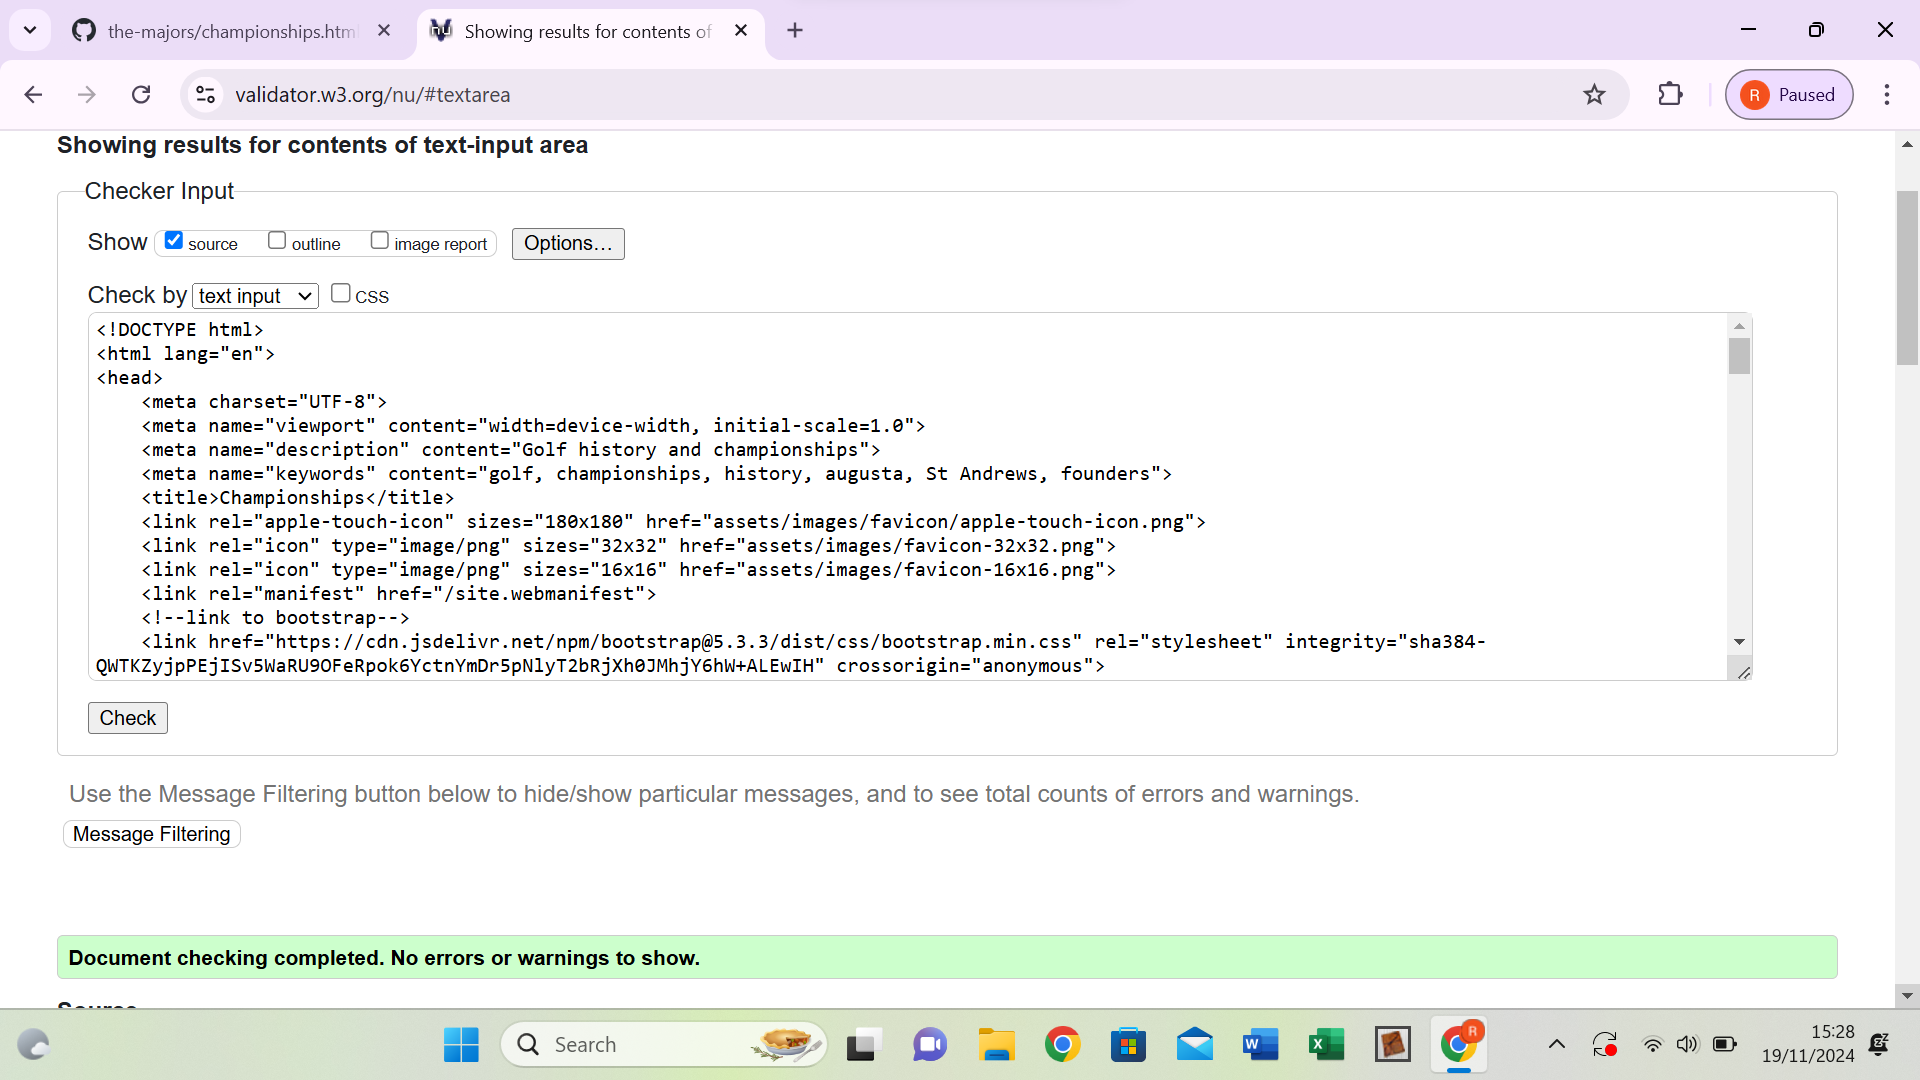 the-majors/championships.html
Showing results for contents of
validator.w3.org/nu/#textarea
R Paused
Showing results for contents of text-input area
Checker Input
Show source outline image report Options...
Check by text input CSS
<!DOCTYPE html>
<html lang="en">
<head>
<meta charset="UTF-8">
<meta name="viewport" content="width=device-width, initial-scale=1.0">
<meta name="description" content="Golf history and championships">
<meta name="keywords" content="golf, championships, history, augusta, St Andrews, founders">
<title>Championships</title>
<link rel="apple-touch-icon" sizes="180x180" href="assets/images/favicon/apple-touch-icon.png">
<link rel="icon" type="image/png" sizes="32x32" href="assets/images/favicon-32x32.png">
<link rel="icon" type="image/png" sizes="16x16" href="assets/images/favicon-16x16.png">
<link rel="manifest" href="/site.webmanifest">
<!--link to bootstrap-->
<link href="https://cdn.jsdelivr.net/npm/bootstrap@5.3.3/dist/css/bootstrap.min.css" rel="stylesheet" integrity="sha384-
QWTKZyjpPEjISv5WaRU9OFeRpok6YctnYmDr5pNlyT2bRjXh0JMhjY6hW+ALEwIH" crossorigin="anonymous">
Check
Use the Message Filtering button below to hide/show particular messages, and to see total counts of errors and warnings.
Message Filtering
Document checking completed. No errors or warnings to show.
Source
Search
15:28
19/11/2024